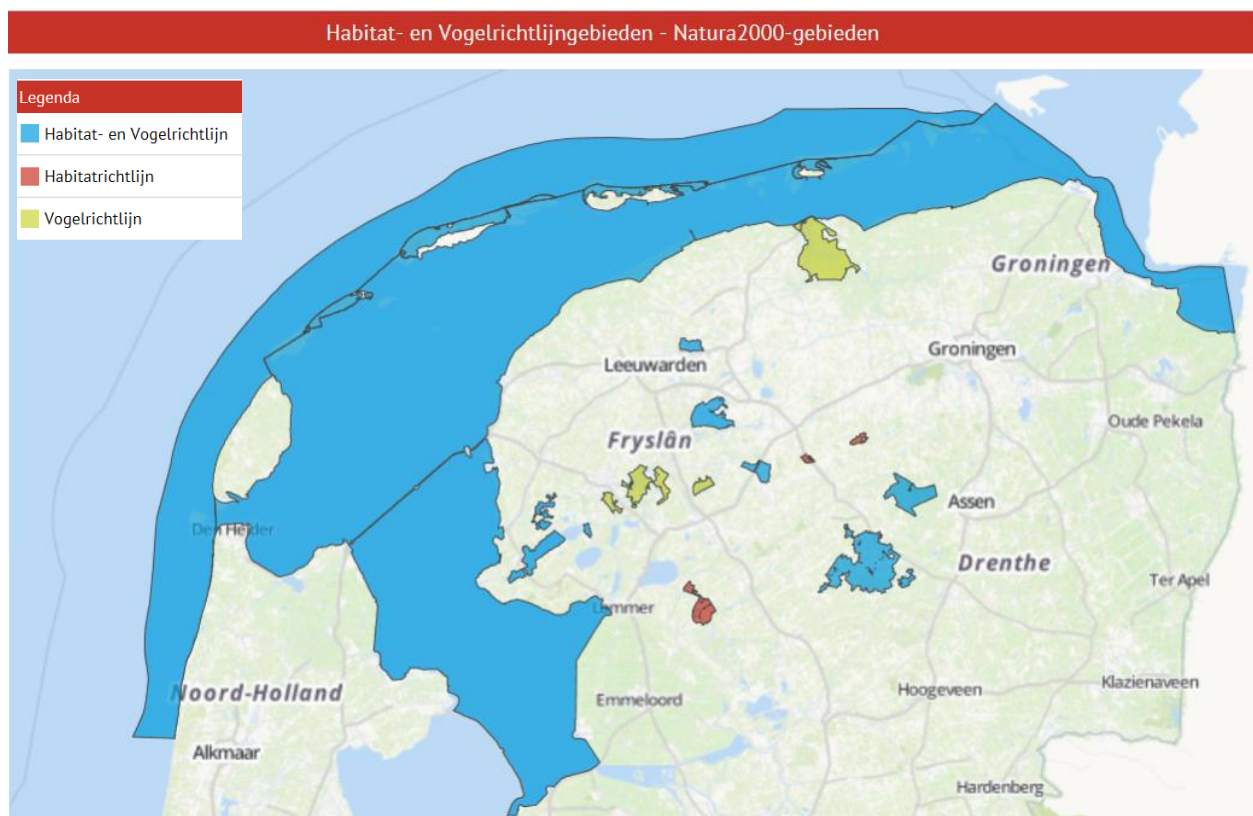 Habitat- en Vogelrichtlijngebieden - Natura2000-gebieden
Legenda
Habitat- en Vogelrichtlijn
Habitatrichtlijn
Vogelrichtlijn
Groningen
Groningen
Leeuwarden
Oude Pekela
Fryslân
Assen
Den Helder
Drenthe
Ter Apel
Lemmer
Noord-Holland
Emmeloord
Hoogeveen
Klazienaveen
Alkmaar
Hardenberg